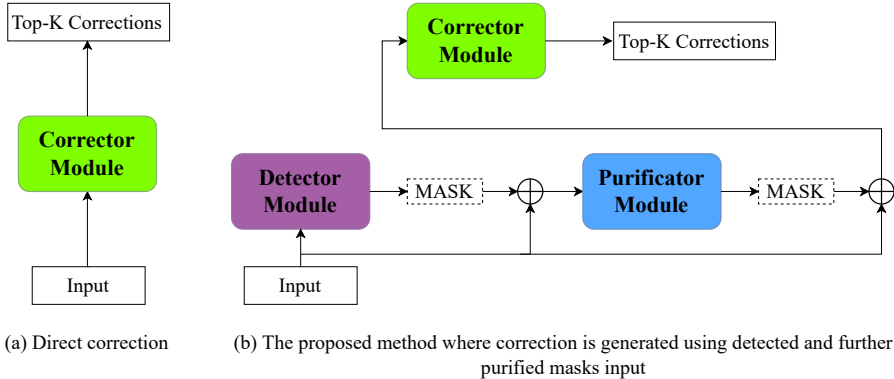 Top-K Corrections
Corrector
Module
Input
(a) Direct correction
Corrector
Module
Top-K Corrections
Detector
Module
MASK
Purificator
Module
MASK
Input
(b) The proposed method where correction is generated using detected and further
purified masks input